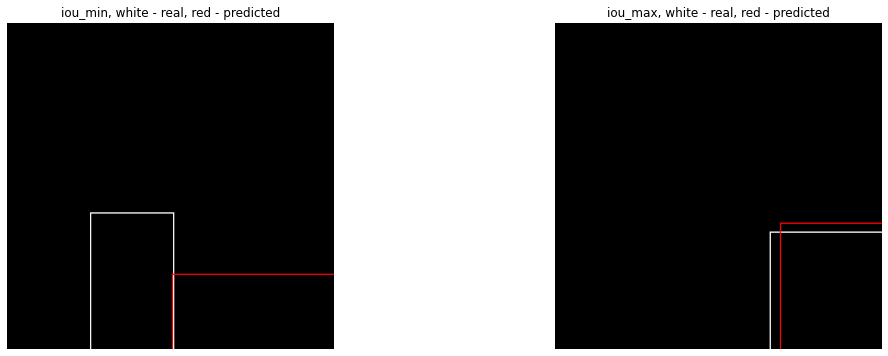 iou_min, white - real, red - predicted
iou_max, white - real, red - predicted